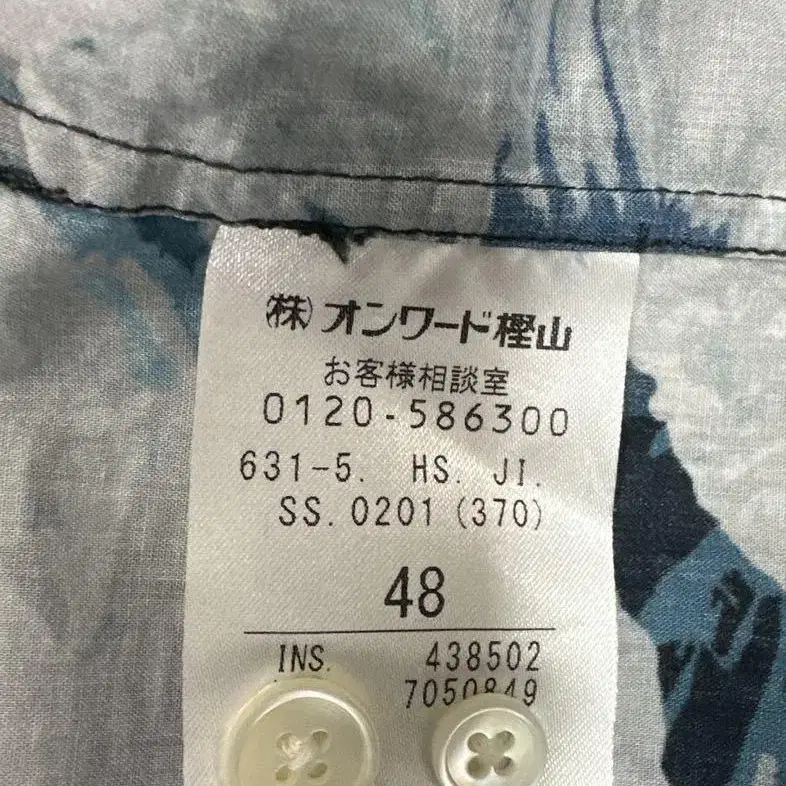 (株)オンワード樫山
お客様相談室
0120-586300
631-5. HS. JI.
SS. 0201 (370)
48
INS. 438502
7050849